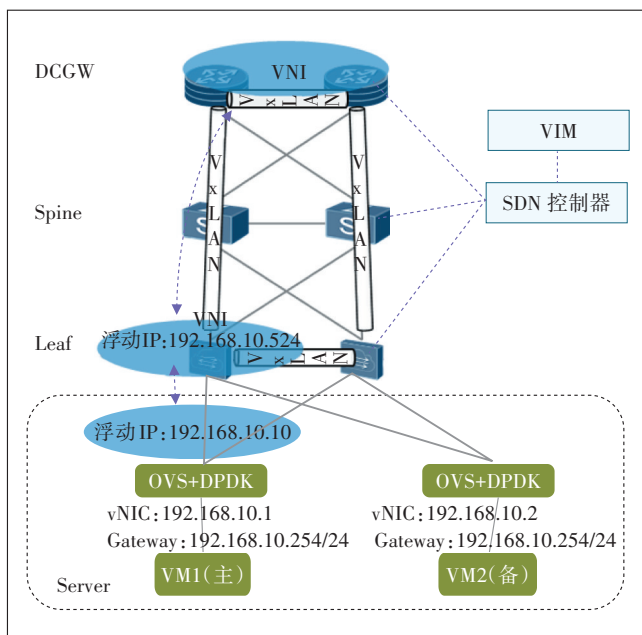 DCGW
VNI
VxLAN
VxLAN
VxLAN
VIM
SDN 控制器
Spine
S
S
VNI
Leaf
浮动IP:192.168.10.524
VxLAN
浮动IP:192.168.10.10
OVS+DPDK
OVS+DPDK
vNIC:192.168.10.1
vNIC:192.168.10.2
Gateway:192.168.10.254/24
Gateway:192.168.10.254/24
Server
VM1(主)
VM2(备)